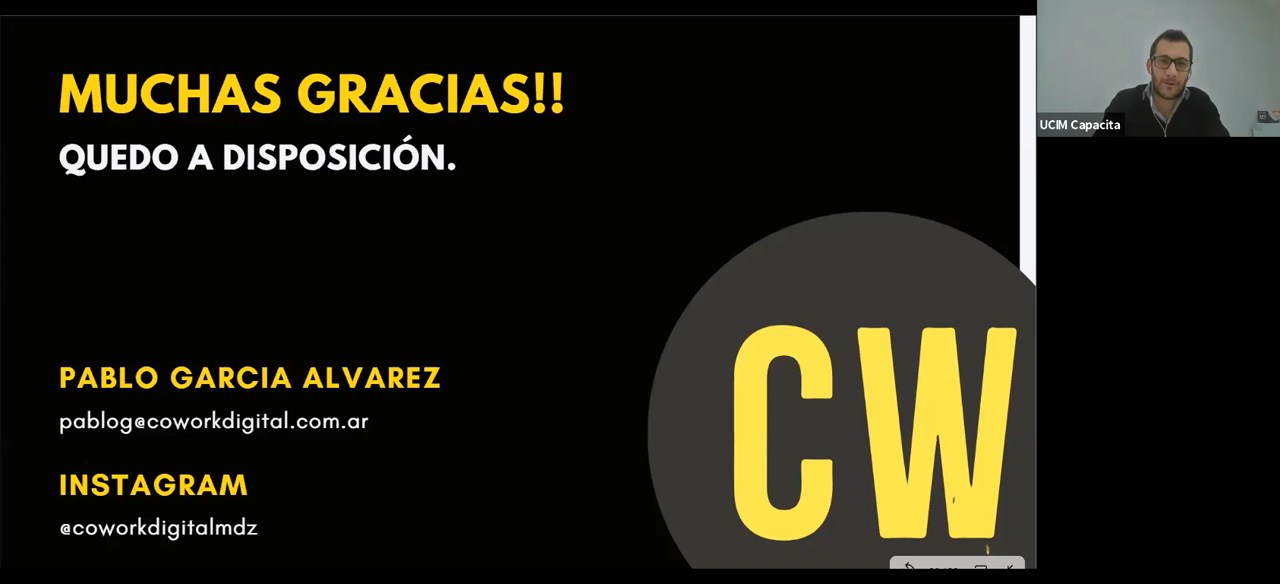 MUCHAS GRACIAS!!
QUEDO A DISPOSICIÓN.
PABLO GARCIA ALVAREZ
pablog@coworkdigital.com.ar
INSTAGRAM
@coworkdigitalmdz
CW
UCIM Capacita